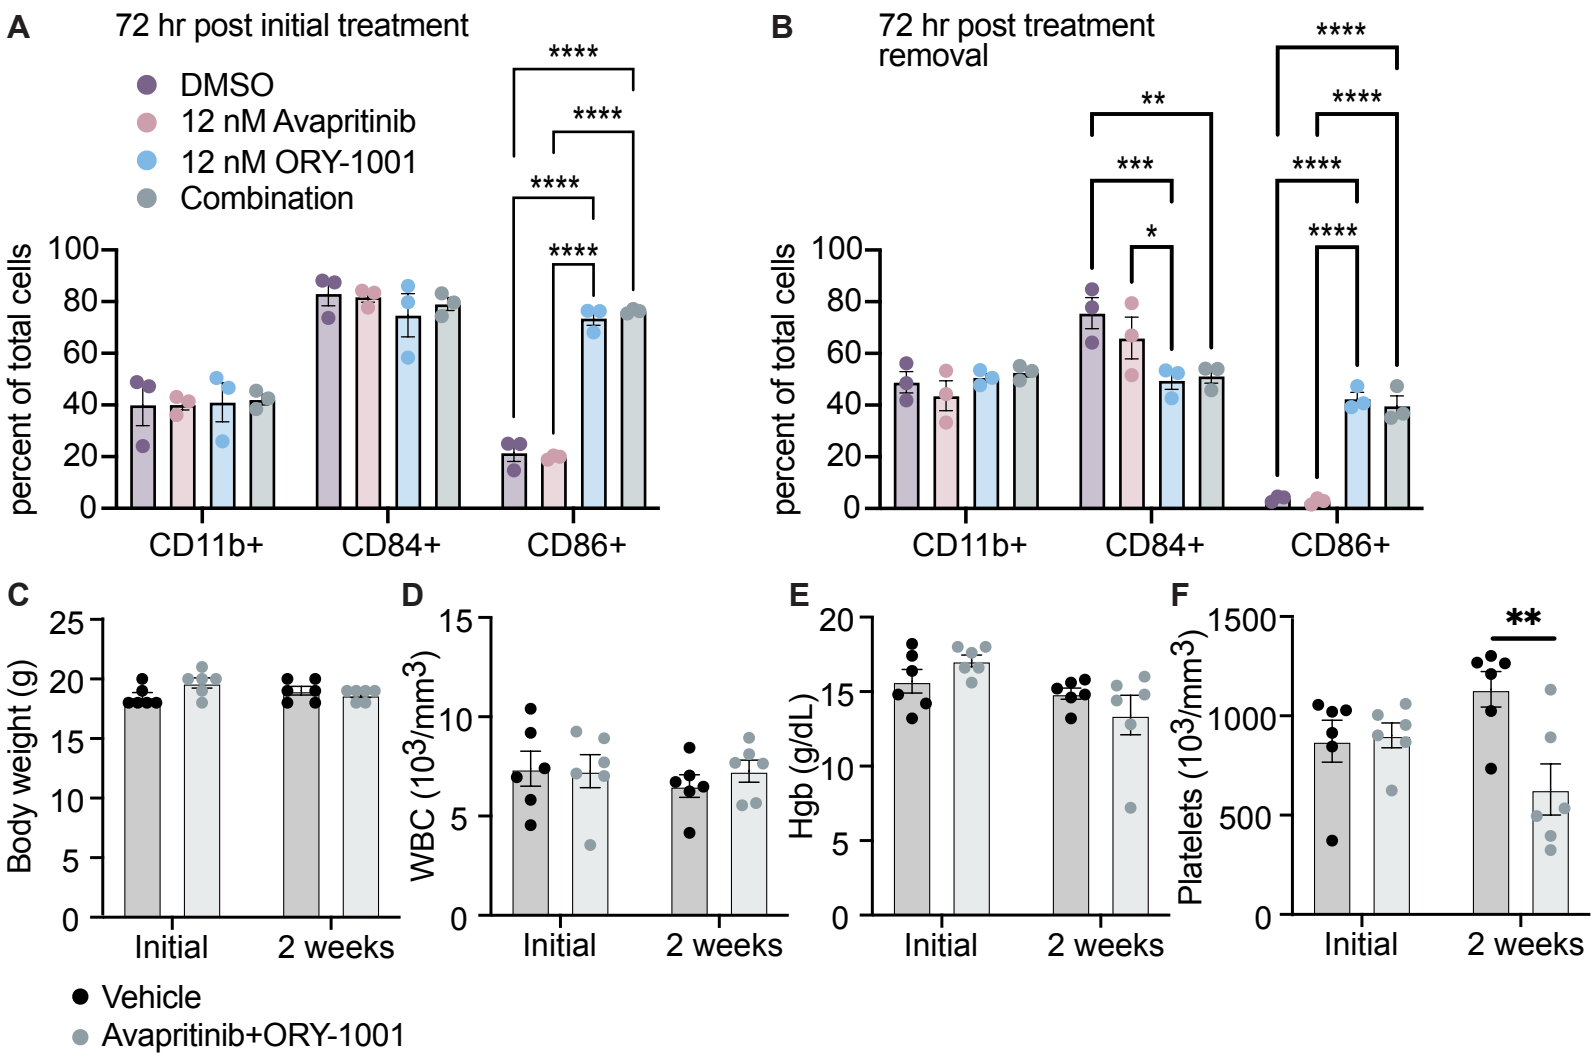 A
72 hr post initial treatment
DMSO
12 nM Avapritinib
12 nM ORY-1001
Combination
****
****
****
****
percent of total cells
100
80
60
40
20
0
CD11b+
CD84+
CD86+
B
72 hr post treatment
removal
**
***
*
****
****
****
****
percent of total cells
100
80
60
40
20
0
CD11b+
CD84+
CD86+
C
Body weight (g)
25
20
15
10
5
0
Initial
2 weeks
D
WBC (10³/mm³)
15
10
5
0
Initial
2 weeks
E
Hgb (g/dL)
20
15
10
5
0
Initial
2 weeks
F
Platelets (10³/mm³)
1500
1000
500
0
**
Initial
2 weeks
Vehicle
Avapritinib+ORY-1001